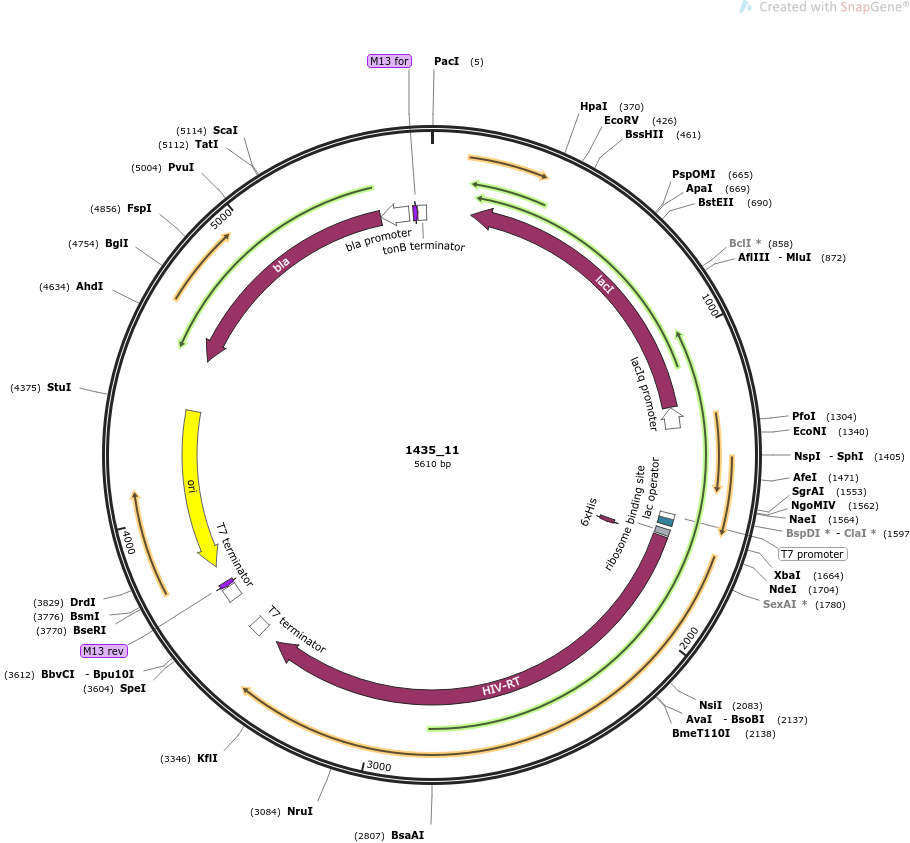 Created with SnapGene®
M13 for
PacI (5)
HpaI (370)
EcoRV (426)
BssHII (461)
PspOMI (665)
ApaI (669)
BstEII (690)
BclI * (858)
AflIII - MluI (872)
1000
PfoI (1304)
EcoNI (1340)
NspI - SphI (1405)
AfeI (1471)
SgrAI (1553)
NgoMIV (1562)
NaeI (1564)
BspDI * - ClaI * (1597
T7 promoter
XbaI (1664)
NdeI (1704)
SexAI * (1780)
2000
NsiI (2083)
AvaI - BsoBI (2137)
BmeT110I (2138)
(2807) BsaAI
3000
(3084) NruI
(3346) KflI
(3604) SpeI
(3612) BbvCI - Bpu10I
M13 rev
(3770) BseRI
(3776) BsmI
(3829) DrdI
4000
(4375) StuI
(4634) AhdI
(4754) BglI
(4856) FspI
5000
(5004) PvuI
(5112) TatI
(5114) ScaI
bla promoter
tonB terminator
bla
lacI
lacIq promoter
lac operator
ribosome binding site
6xHis
HIV-RT
T7 terminator
T7 terminator
ori
1435_11
5610 bp